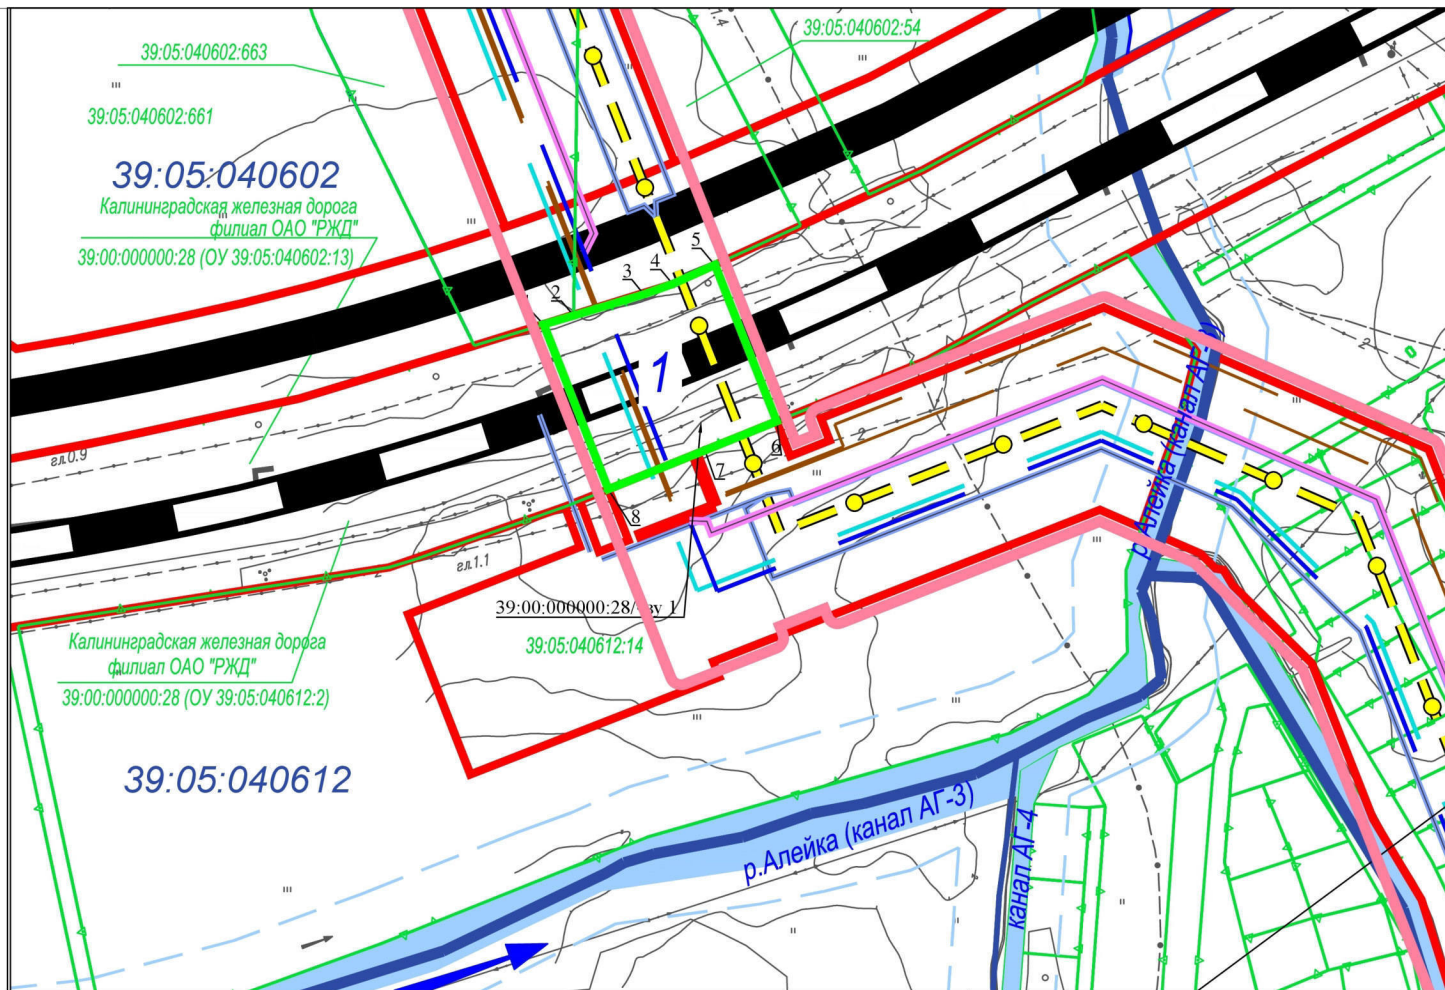 39:05:040602:663
39:05:040602:54
39:05:040602:661
39:05:040602
Калининградская железная дорога
филиал ОАО "РЖД"
39:00:000000:28 (ОУ 39:05:040602:13)
2
3
4
5
1
6
7
8
2
гл.0.9
гл.1.1
2
39:00:000000:28/чзу 1
39:05:040612:14
Калининградская железная дорога
филиал ОАО "РЖД"
39:00:000000:28 (ОУ 39:05:040612:2)
39:05:040612
р.Алейка (канал АГ-3)
р.Алейка (канал АГ-3)
канал АГ-4